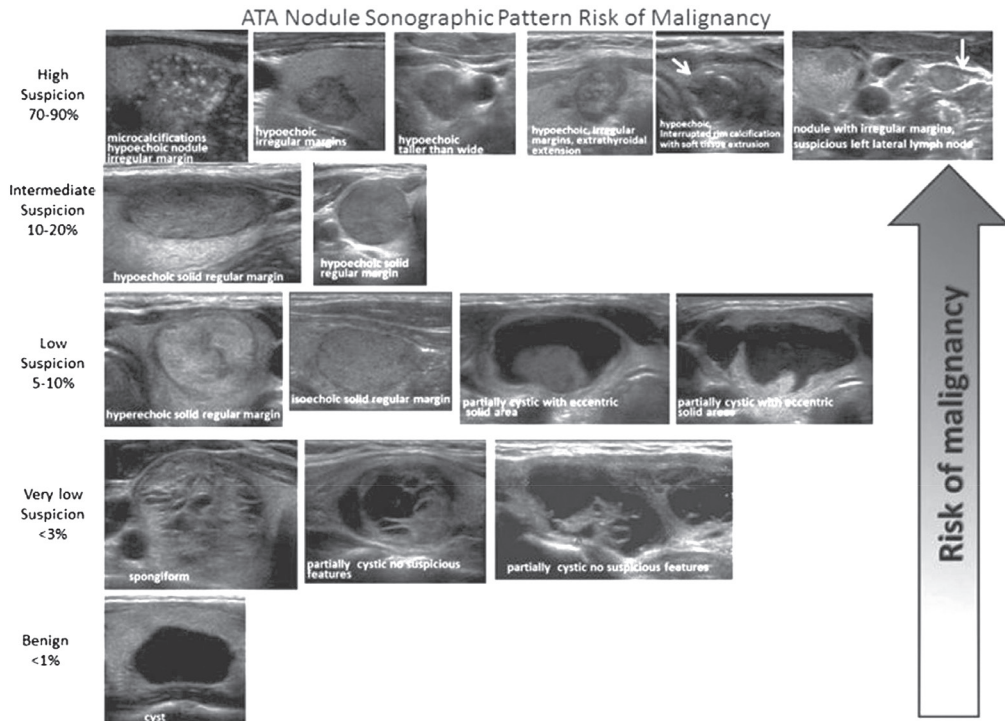 ATA Nodule Sonographic Pattern Risk of Malignancy
High
Suspicion
70-90%
microcalcifications
hypoechoic nodule
irregular margin
hypoechoic
irregular margins
hypoechoic
taller than wide
hypoechoic, irregular
margins, extrathyroidal
extension
hypoechoic,
Interrupted rim calcification
with soft tissue extrusion
nodule with irregular margins,
suspicious left lateral lymph node
Intermediate
Suspicion
10-20%
hypoechoic solid regular margin
hypoechoic solid
regular margin
Low
Suspicion
5-10%
hyperechoic solid regular margin
isoechoic solid regular margin
partially cystic with eccentric
solid area
partially cystic with eccentric
solid areas
Very low
Suspicion
<3%
spongiform
partially cystic no suspicious
features
partially cystic no suspicious features
Benign
<1%
cyst
Risk of malignancy